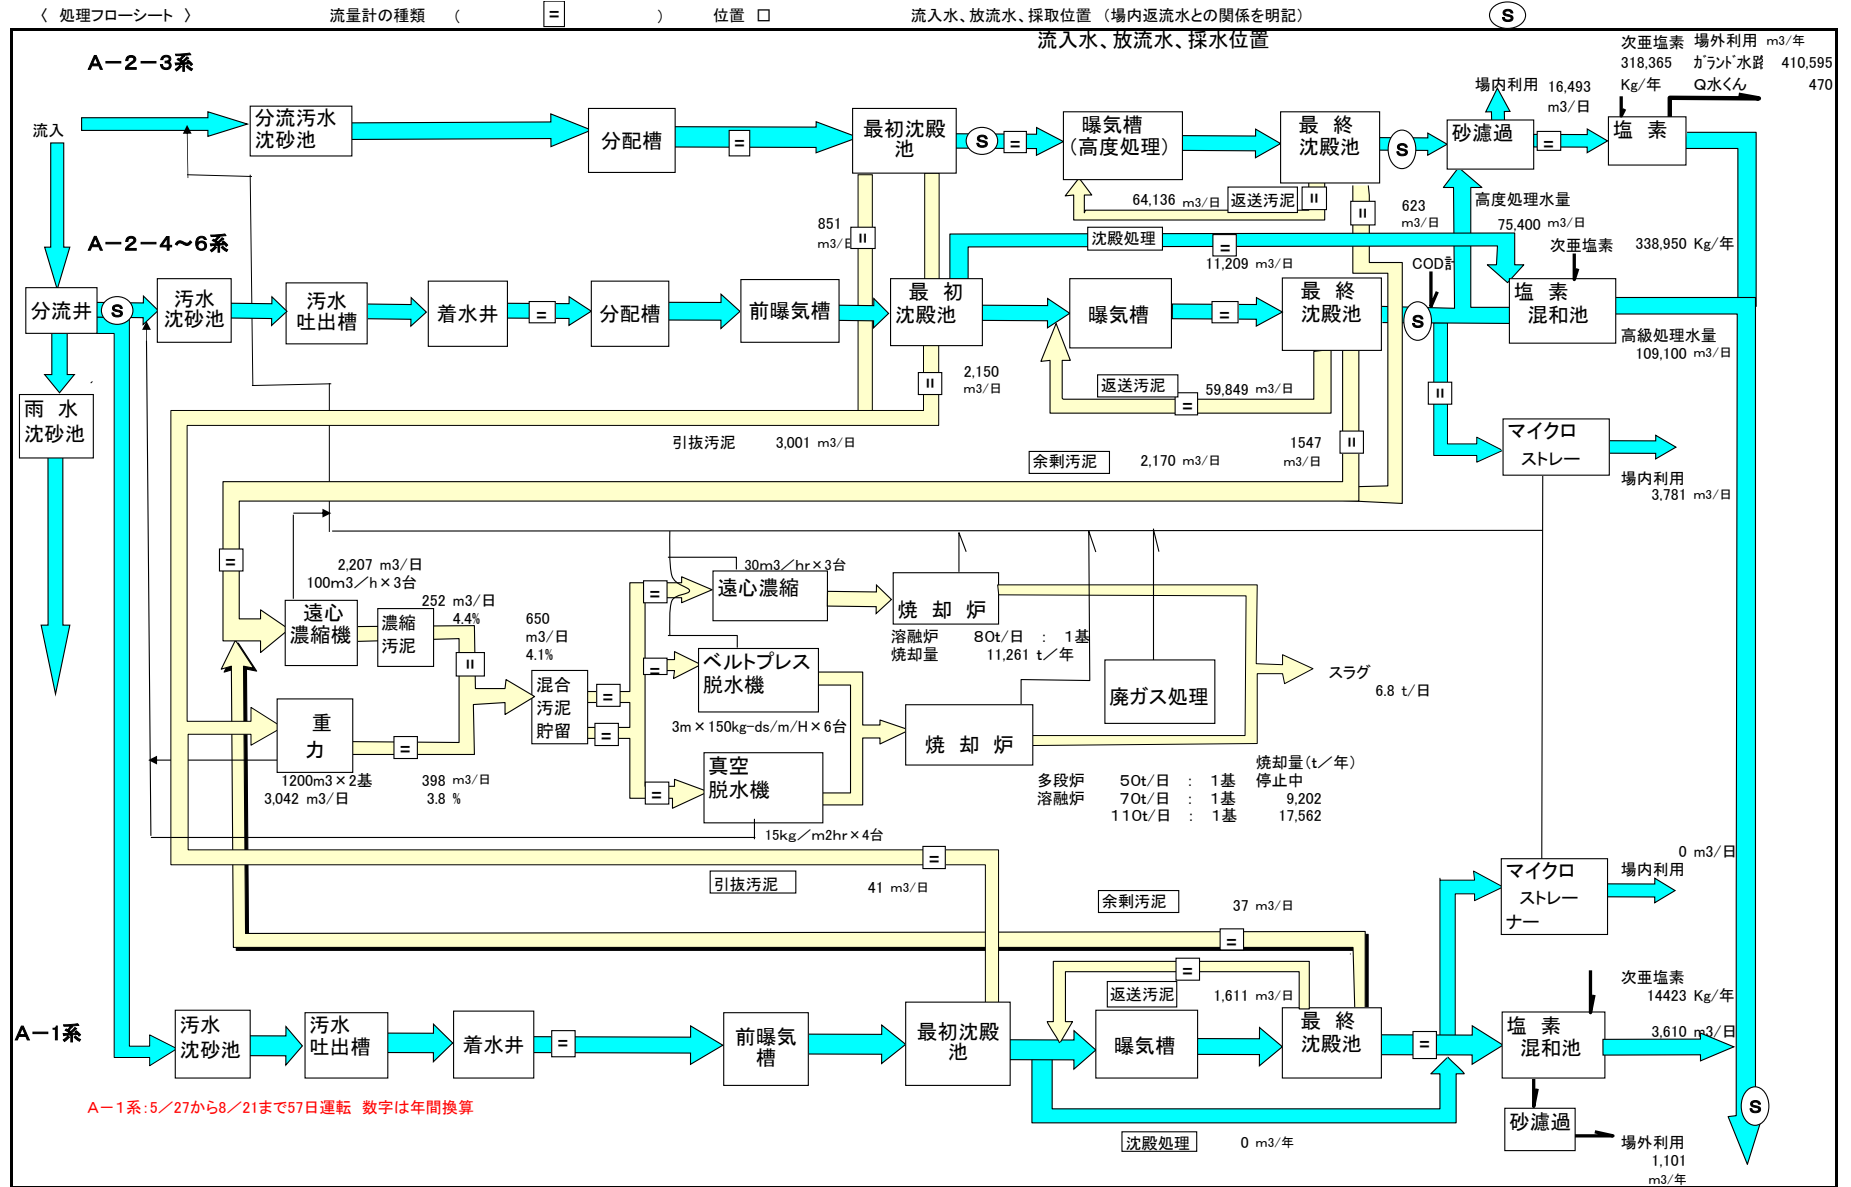 〈 処理フローシート 〉 流量計の種類 ( = ) 位置 □ 流入水、放流水、採取位置 (場内返流水との関係を明記) S
流入水、放流水、採水位置
A－2－3系
次亜塩素 場外利用 m3/年
318,365 ガランド水路 410,595
Kg/年 Q水くん 470
場内利用 16,493
m3/日
流入
分流汚水
沈砂池
分配槽
=
最初沈殿
池
S
=
曝気槽
(高度処理)
最 終
沈殿池
S
砂濾過
=
塩 素
64,136 m3/日 返送汚泥 =
=
623
m3/日
高度処理水量
75,400 m3/日
851
m3/日
=
A－2－4～6系
沈殿処理
=
11,209 m3/日
次亜塩素
338,950 Kg/年
COD計
分流井
S
汚水
沈砂池
汚水
吐出槽
着水井
=
分配槽
前曝気槽
最 初
沈殿池
曝気槽
=
最 終
沈殿池
S
塩 素
混和池
高級処理水量
109,100 m3/日
=
2,150
m3/日
返送汚泥
59,849 m3/日
=
=
雨 水
沈砂池
引抜汚泥 3,001 m3/日
1547
m3/日
=
余剰汚泥 2,170 m3/日
マイクロ
ストレー
場内利用
3,781 m3/日
=
2,207 m3/日
100m3／h×3台
遠心
濃縮機
濃縮
汚泥
252 m3/日
4.4%
=
650
m3/日
4.1%
=
30m3／hr×3台
遠心濃縮
焼 却 炉
溶融炉 80t/日 : 1基
焼却量 11,261 t／年
混合
汚泥
貯留
=
=
=
ベルトプレス
脱水機
3m×150kg-ds/m/H×6台
廃ガス処理
スラグ
6.8 t/日
重
力
=
1200m3×2基
3,042 m3/日
398 m3/日
3.8 %
=
真空
脱水機
15kg／m2hr×4台
焼 却 炉
焼却量(t／年)
多段炉 50t/日 : 1基 停止中
溶融炉 70t/日 : 1基 9,202
110t/日 : 1基 17,562
=
引抜汚泥 41 m3/日
余剰汚泥 37 m3/日
=
0 m3/日
マイクロ
ストレー
ナー
場内利用
=
返送汚泥 1,611 m3/日
次亜塩素
14423 Kg/年
A－1系
汚水
沈砂池
汚水
吐出槽
着水井
=
前曝気
槽
最初沈殿
池
曝気槽
最 終
沈殿池
=
塩 素
混和池
3,610 m3/日
A－1系：5／27から8／21まで57日運転 数字は年間換算
沈殿処理 0 m3/年
砂濾過
場外利用
1,101
m3/年
S